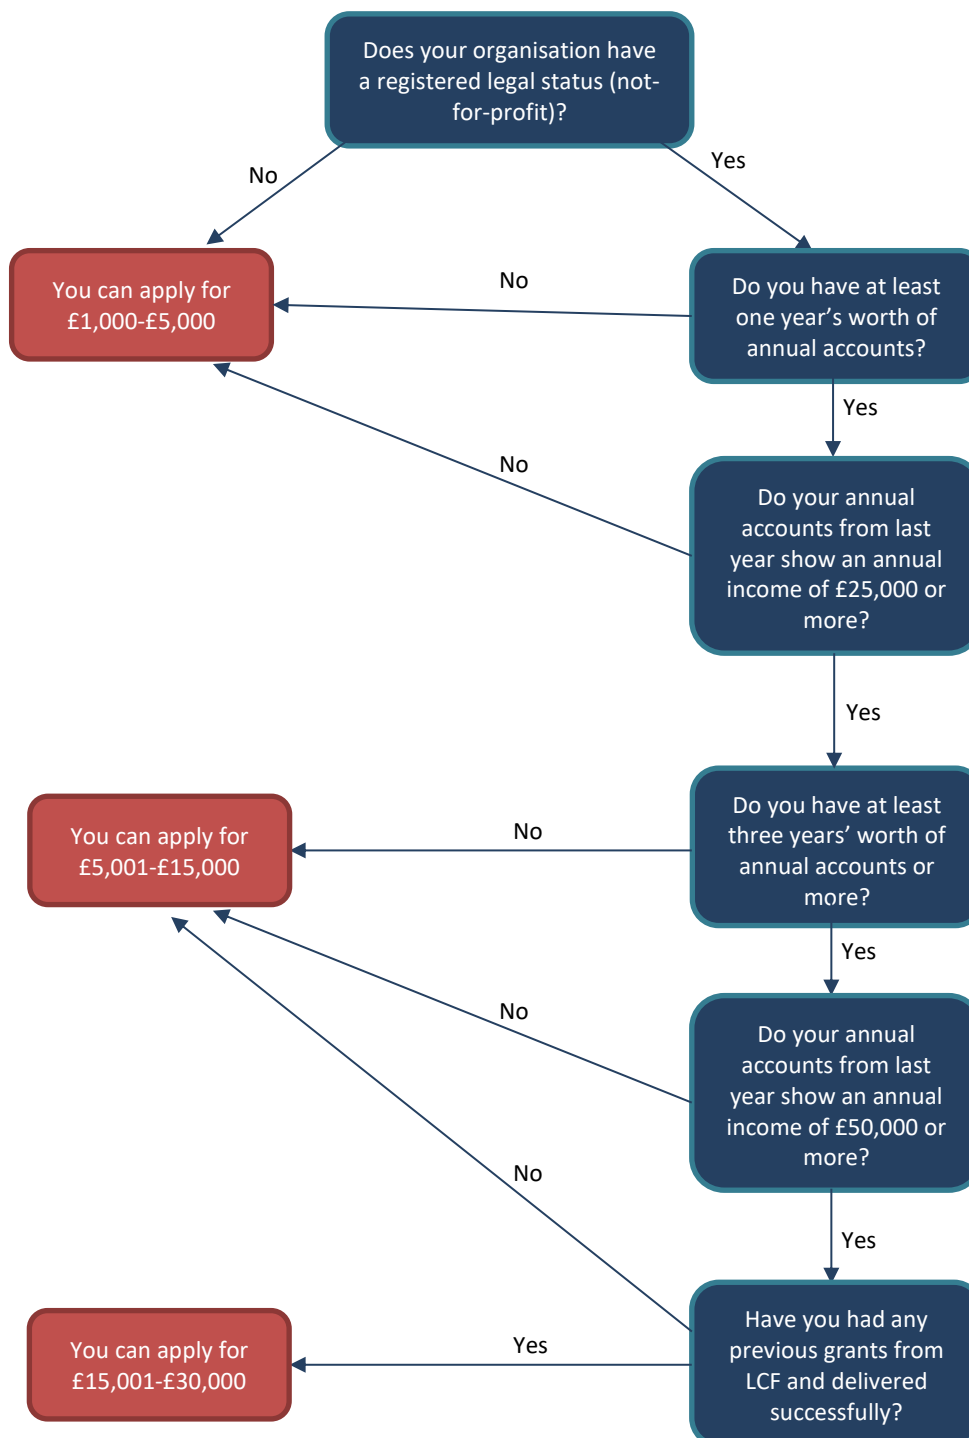 Does your organisation have
a registered legal status (not-
for-profit)?
No
Yes
You can apply for
£1,000-£5,000
No
Do you have at least
one year’s worth of
annual accounts?
Yes
No
Do your annual
accounts from last
year show an annual
income of £25,000 or
more?
Yes
You can apply for
£5,001-£15,000
No
Do you have at least
three years’ worth of
annual accounts or
more?
Yes
No
Do your annual
accounts from last
year show an annual
income of £50,000 or
more?
No
Yes
You can apply for
£15,001-£30,000
Yes
Have you had any
previous grants from
LCF and delivered
successfully?